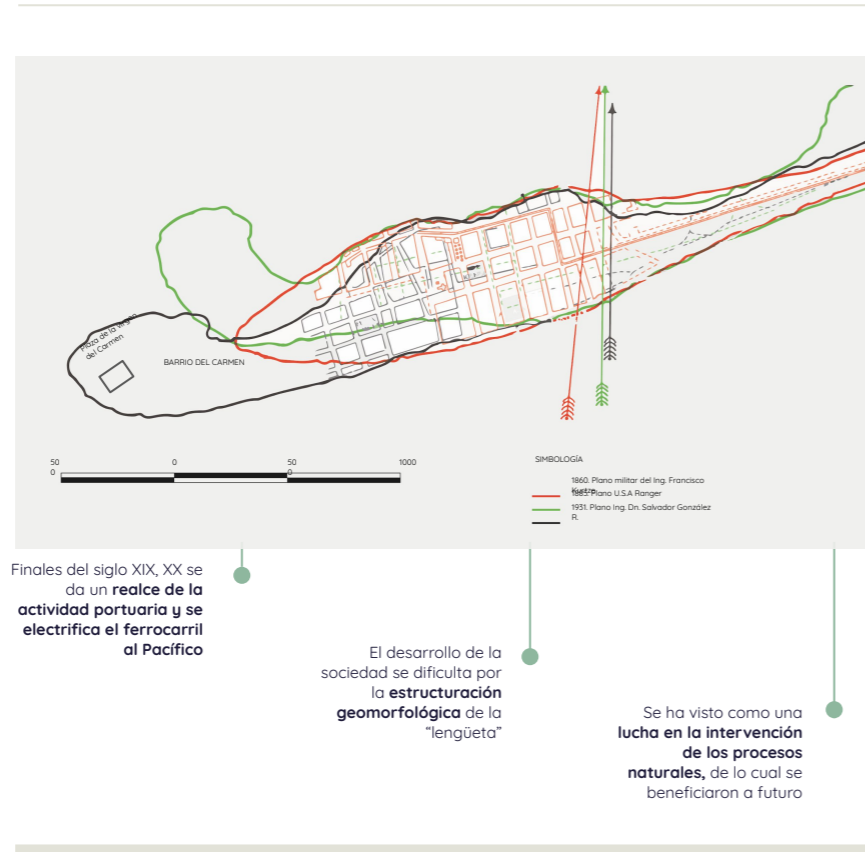 Plaza de la Virgen
del Carmen
BARRIO DEL CARMEN
50
0
0
50
0
1000
SIMBOLOGÍA
1860. Plano militar del Ing. Francisco
1885. Plano U.S.A Ranger
1931. Plano Ing. Dn. Salvador González
R.
Finales del siglo XIX, XX se
da un realce de la
actividad portuaria y se
electrifica el ferrocarril
al Pacífico
El desarrollo de la
sociedad se dificulta por
la estructuración
geomorfológica de la
“lengüeta”
Se ha visto como una
lucha en la intervención
de los procesos
naturales, de lo cual se
beneficiaron a futuro